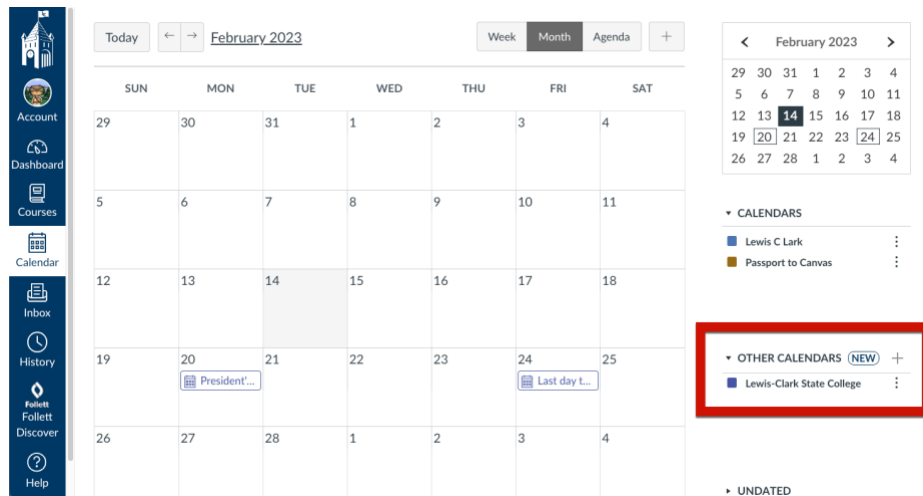 Account
Dashboard
Courses
Calendar
Inbox
History
Follett
Follett
Discover
Help
Today ← → February 2023
Week Month Agenda +
SUN MON TUE WED THU FRI SAT
29 30 31 1 2 3 4
5 6 7 8 9 10 11
12 13 14 15 16 17 18
19 20 21 22 23 24 25
President'... Last day t...
26 27 28 1 2 3 4
< February 2023 >
29 30 31 1 2 3 4
5 6 7 8 9 10 11
12 13 14 15 16 17 18
19 20 21 22 23 24 25
26 27 28 1 2 3 4
CALENDARS
Lewis C Lark
Passport to Canvas
OTHER CALENDARS NEW +
Lewis-Clark State College
UNDATED